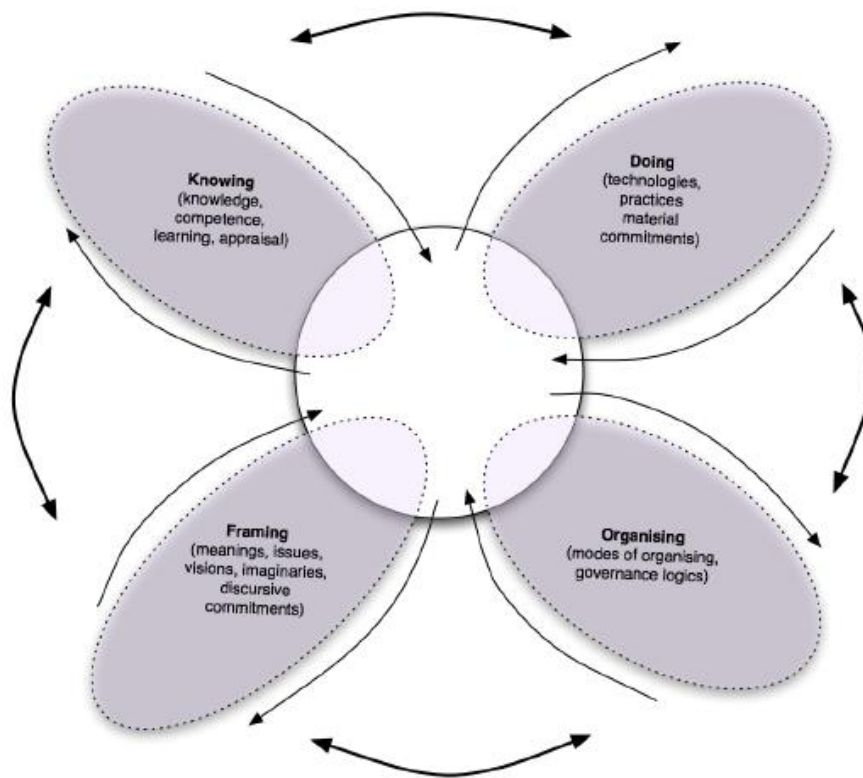 Knowing
(knowledge,
competence,
learning, appraisal)
Doing
(technologies,
practices
material
commitments)
Framing
(meanings, issues,
visions, imaginaries,
discursive
commitments)
Organising
(modes of organising,
governance logics)